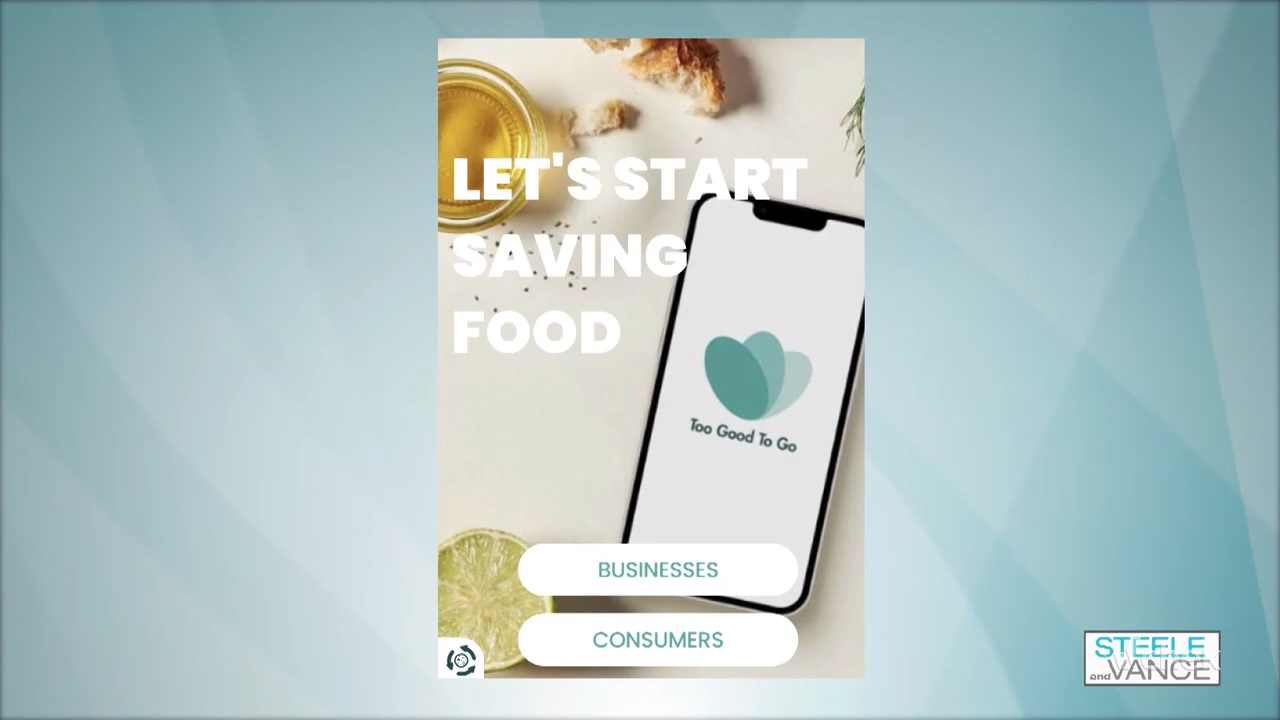 LET'S START
SAVING
FOOD
Too Good To Go
BUSINESSES
CONSUMERS
STEELE
and VANCE